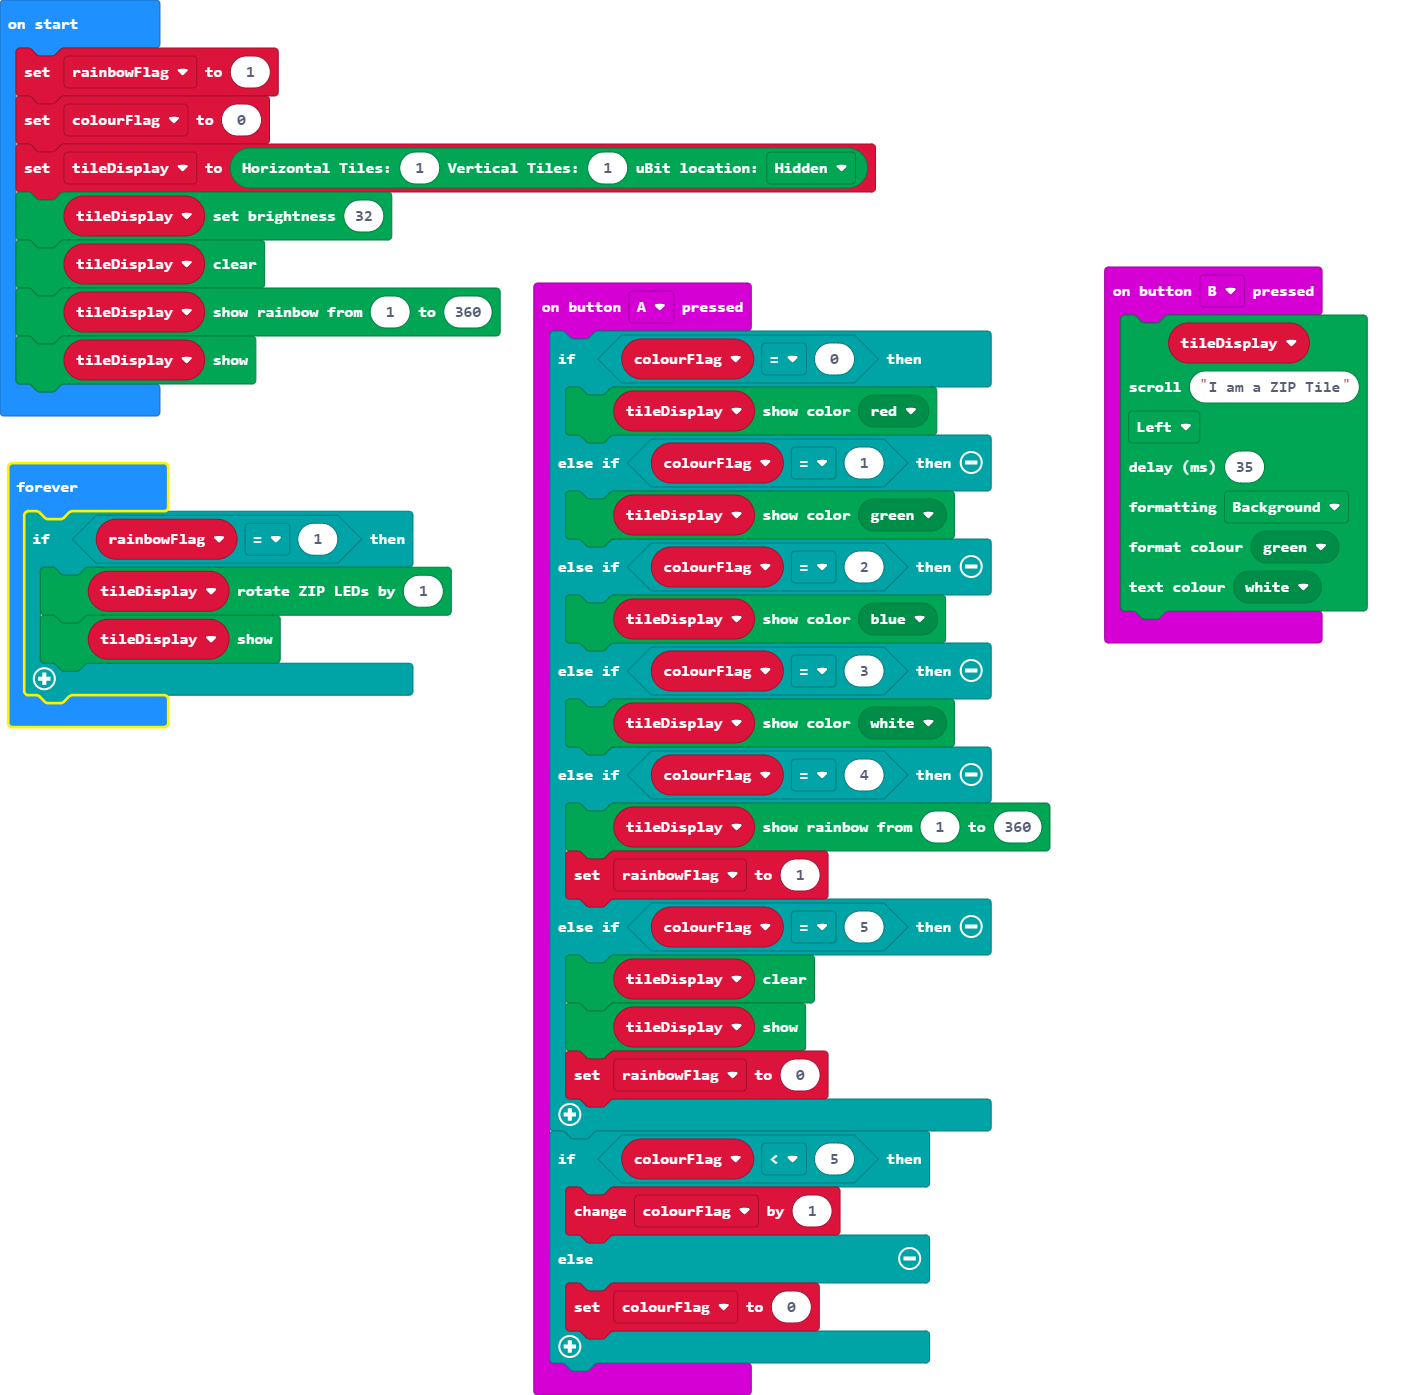 on start
set rainbowFlag to 1
set colourFlag to 0
set tileDisplay to Horizontal Tiles: 1 Vertical Tiles: 1 uBit location: Hidden
tileDisplay set brightness 32
tileDisplay clear
tileDisplay show rainbow from 1 to 360
tileDisplay show
forever
if rainbowFlag = 1 then
tileDisplay rotate ZIP LEDs by 1
tileDisplay show
on button A pressed
if colourFlag = 0 then
tileDisplay show color red
else if colourFlag = 1 then
tileDisplay show color green
else if colourFlag = 2 then
tileDisplay show color blue
else if colourFlag = 3 then
tileDisplay show color white
else if colourFlag = 4 then
tileDisplay show rainbow from 1 to 360
set rainbowFlag to 1
else if colourFlag = 5 then
tileDisplay clear
tileDisplay show
set rainbowFlag to 0
if colourFlag < 5 then
change colourFlag by 1
else
set colourFlag to 0
on button B pressed
tileDisplay
scroll "I am a ZIP Tile"
Left
delay (ms) 35
formatting Background
format colour green
text colour white